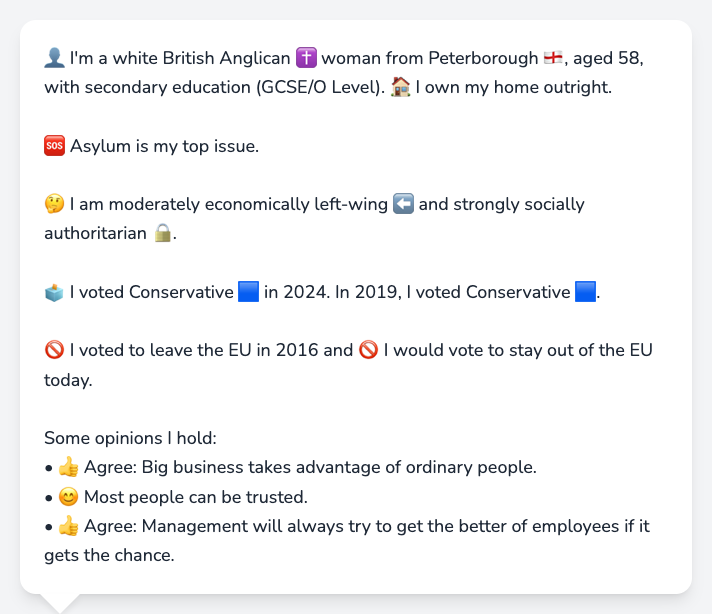 👤 I'm a white British Anglican ✝️ woman from Peterborough 🏴󠁧󠁢󠁥󠁮󠁧󠁿, aged 58,
with secondary education (GCSE/O Level). 🏠 I own my home outright.
🆘 Asylum is my top issue.
🤔 I am moderately economically left-wing ⬅️ and strongly socially
authoritarian 🔒.
🗳️ I voted Conservative 🟦 in 2024. In 2019, I voted Conservative 🟦.
🚫 I voted to leave the EU in 2016 and 🚫 I would vote to stay out of the EU
today.
Some opinions I hold:
• 👍 Agree: Big business takes advantage of ordinary people.
• 😊 Most people can be trusted.
• 👍 Agree: Management will always try to get the better of employees if it
gets the chance.